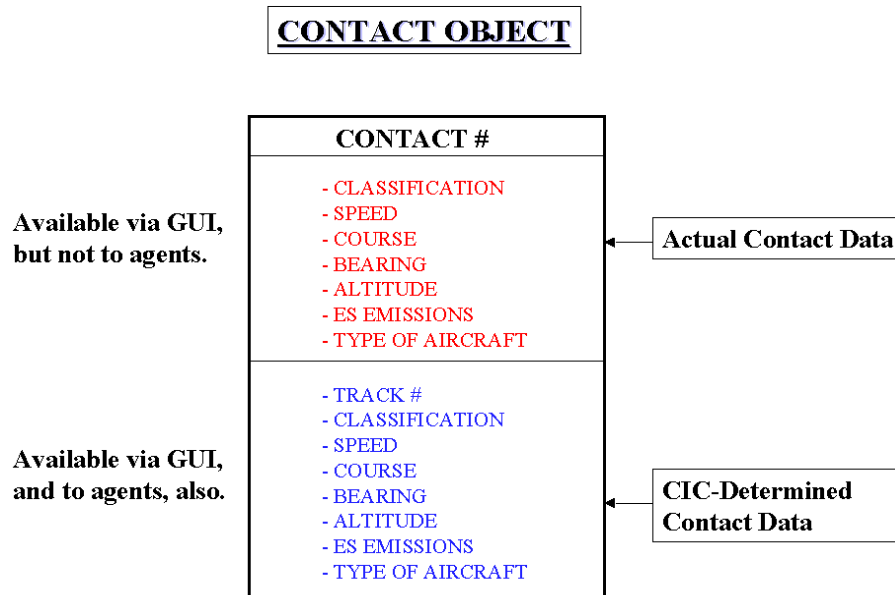 CONTACT OBJECT
CONTACT #
- CLASSIFICATION
- SPEED
- COURSE
- BEARING
- ALTITUDE
- ES EMISSIONS
- TYPE OF AIRCRAFT
Available via GUI,
but not to agents.
Actual Contact Data
- TRACK #
- CLASSIFICATION
- SPEED
- COURSE
- BEARING
- ALTITUDE
- ES EMISSIONS
- TYPE OF AIRCRAFT
Available via GUI,
and to agents, also.
CIC-Determined
Contact Data